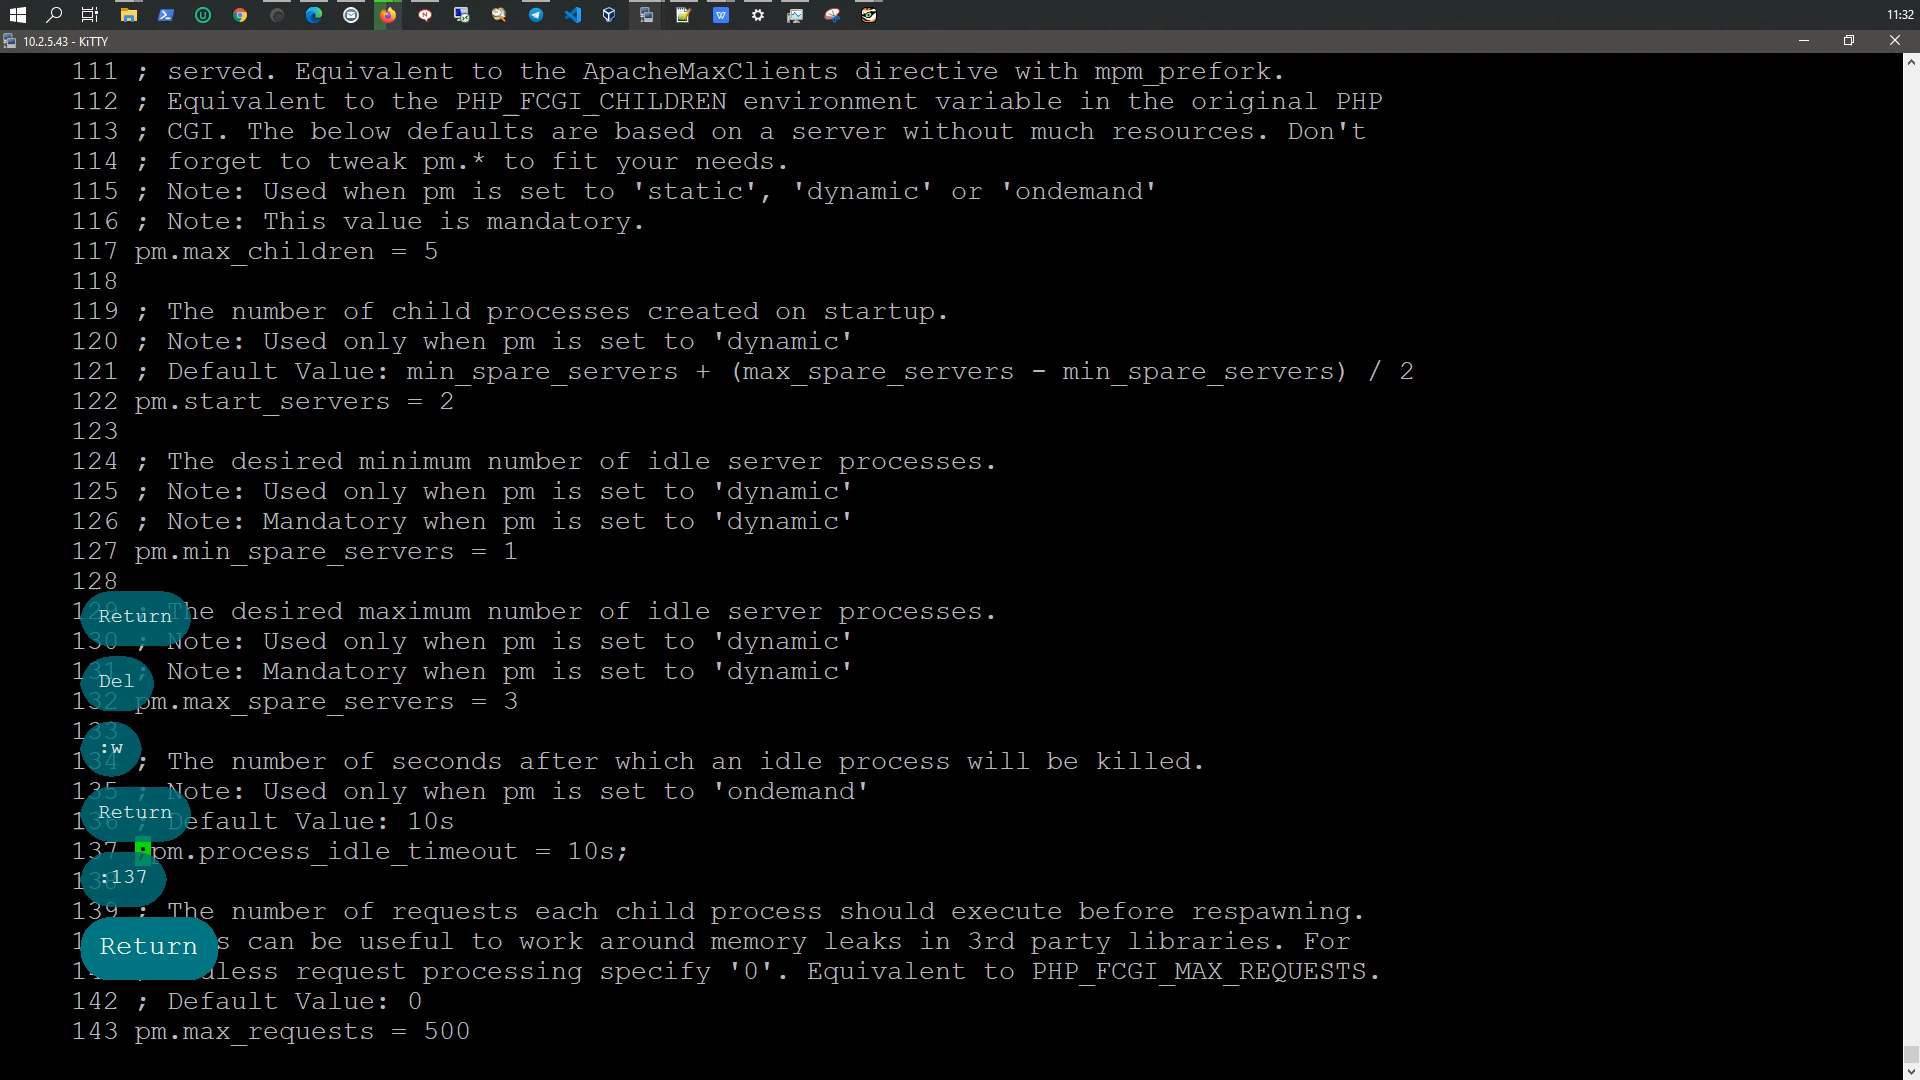 11:32
10.2.5.43 - KiTTY
111 ; served. Equivalent to the ApacheMaxClients directive with mpm_prefork.
112 ; Equivalent to the PHP_FCGI_CHILDREN environment variable in the original PHP
113 ; CGI. The below defaults are based on a server without much resources. Don't
114 ; forget to tweak pm.* to fit your needs.
115 ; Note: Used when pm is set to 'static', 'dynamic' or 'ondemand'
116 ; Note: This value is mandatory.
117 pm.max_children = 5
118
119 ; The number of child processes created on startup.
120 ; Note: Used only when pm is set to 'dynamic'
121 ; Default Value: min_spare_servers + (max_spare_servers - min_spare_servers) / 2
122 pm.start_servers = 2
123
124 ; The desired minimum number of idle server processes.
125 ; Note: Used only when pm is set to 'dynamic'
126 ; Note: Mandatory when pm is set to 'dynamic'
127 pm.min_spare_servers = 1
128
129 ; The desired maximum number of idle server processes.
Return
130 ; Note: Used only when pm is set to 'dynamic'
131 ; Note: Mandatory when pm is set to 'dynamic'
Del
132 pm.max_spare_servers = 3
133
:w
134 ; The number of seconds after which an idle process will be killed.
135 ; Note: Used only when pm is set to 'ondemand'
Return
136 ; Default Value: 10s
137 ;pm.process_idle_timeout = 10s;
138
:137
139 ; The number of requests each child process should execute before respawning.
Return
s can be useful to work around memory leaks in 3rd party libraries. For
dless request processing specify '0'. Equivalent to PHP_FCGI_MAX_REQUESTS.
142 ; Default Value: 0
143 pm.max_requests = 500